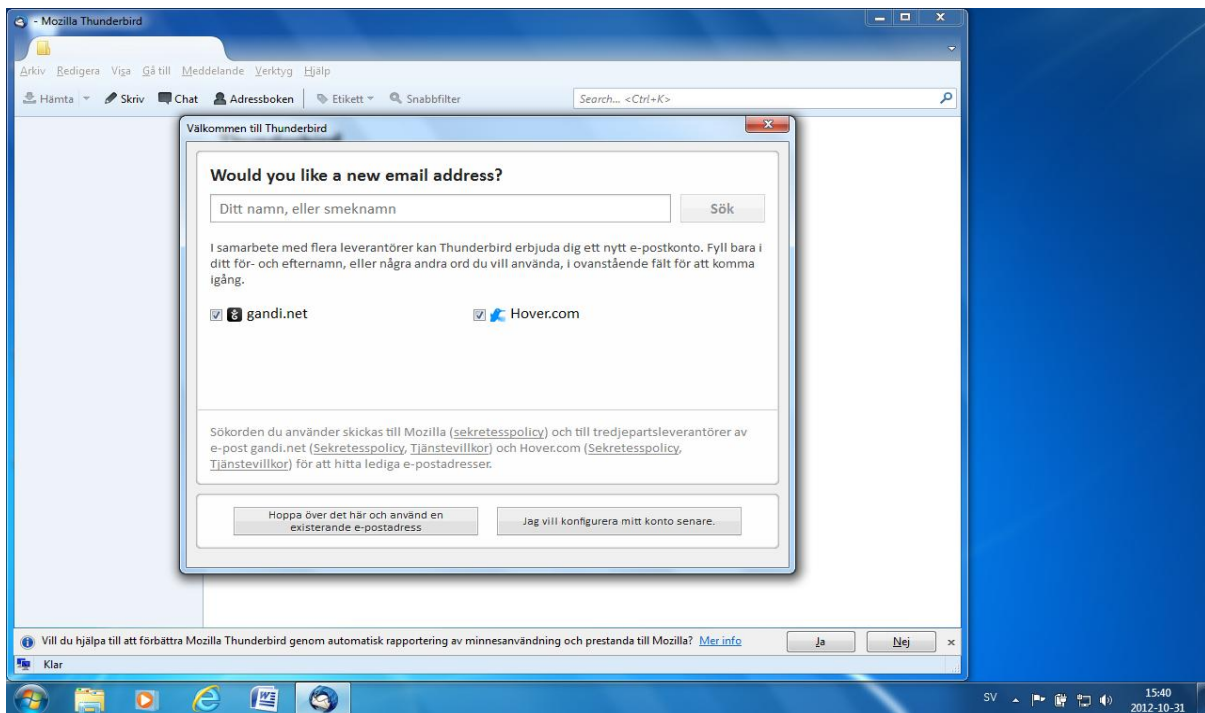 - Mozilla Thunderbird
Arkiv Redigera Visa Gå till Meddelande Verktyg Hjälp
Hämta Skriv Chat Adressboken Etikett Snabbfilter Search... <Ctrl+K>
Välkommen till Thunderbird
Would you like a new email address?
Ditt namn, eller smeknamn Sök
I samarbete med flera leverantörer kan Thunderbird erbjuda dig ett nytt e-postkonto. Fyll bara i
ditt för- och efternamn, eller några andra ord du vill använda, i ovanstående fält för att komma
igång.
gandi.net Hover.com
Sökorden du använder skickas till Mozilla (sekretesspolicy) och till tredjepartsleverantörer av
e-post gandi.net (Sekretesspolicy, Tjänstevillkor) och Hover.com (Sekretesspolicy,
Tjänstevillkor) för att hitta lediga e-postadresser.
Hoppa över det här och använd en
existerande e-postadress
Jag vill konfigurera mitt konto senare.
Vill du hjälpa till att förbättra Mozilla Thunderbird genom automatisk rapportering av minnesanvändning och prestanda till Mozilla? Mer info Ja Nej
Klar
SV 15:40
2012-10-31